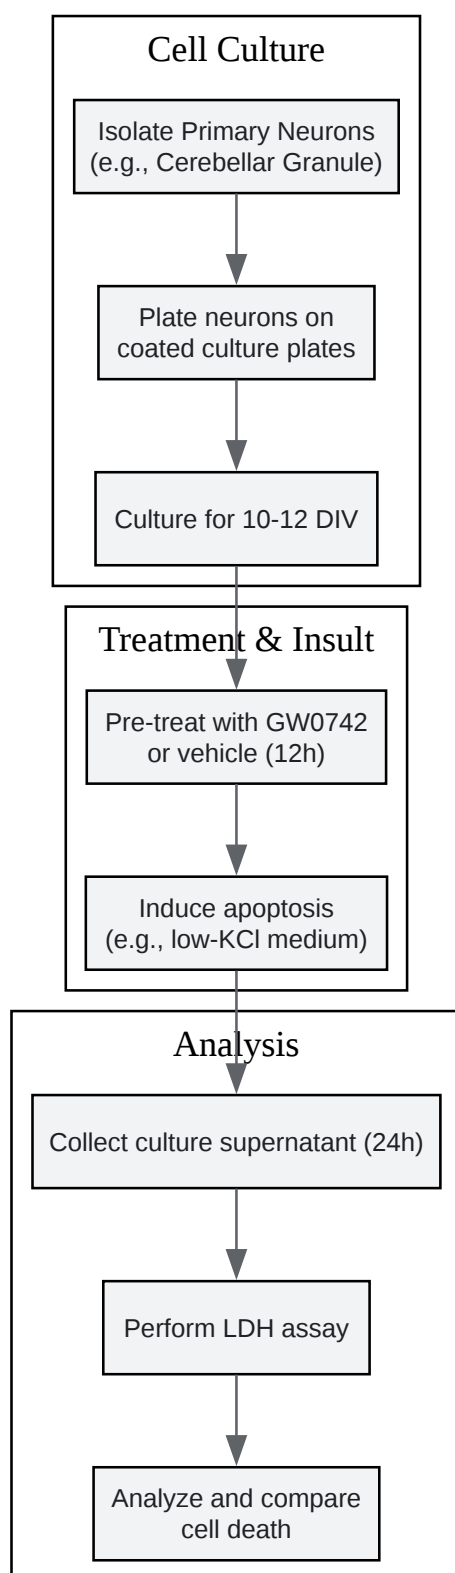 Cell Culture
Isolate Primary Neurons
(e.g., Cerebellar Granule)
Plate neurons on
coated culture plates
Culture for 10-12 DIV
Treatment & Insult
Pre-treat with GW0742
or vehicle (12h)
Induce apoptosis
(e.g., low-KCl medium)
Analysis
Collect culture supernatant (24h)
Perform LDH assay
Analyze and compare
cell death